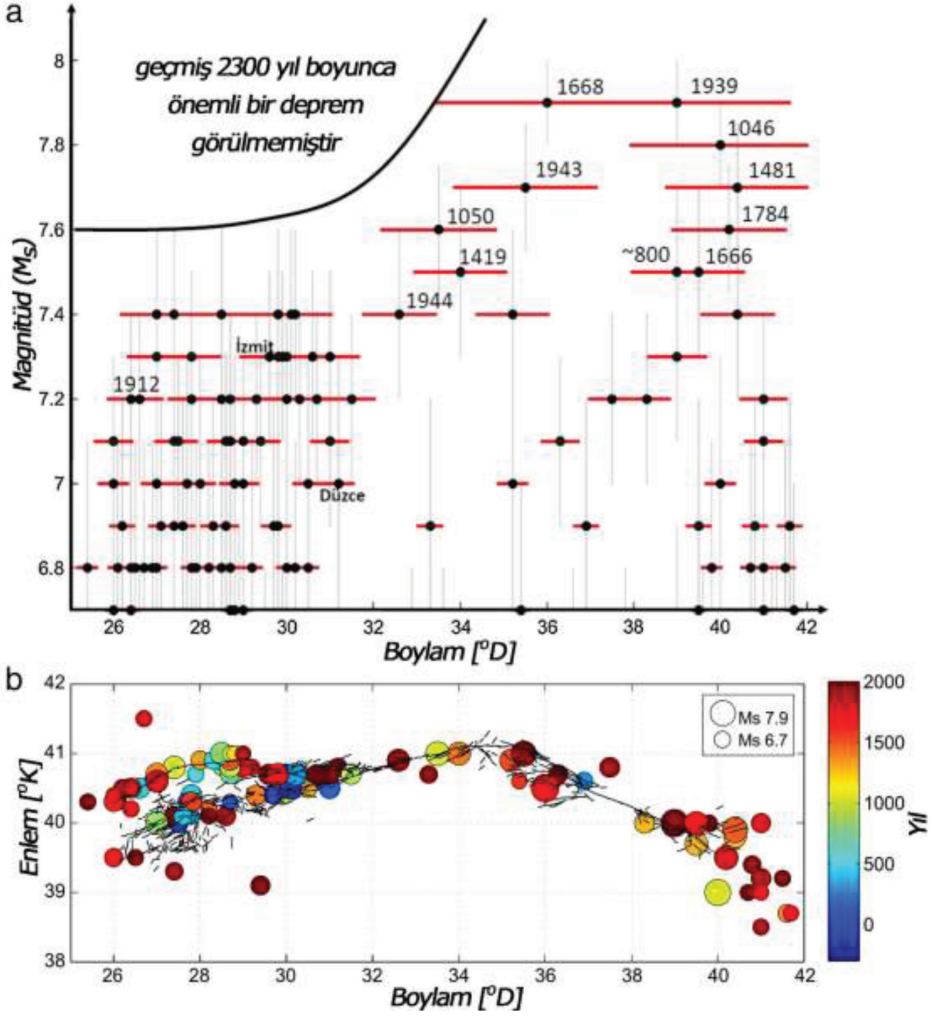 a
geçmiş 2300 yıl boyunca
önemli bir deprem
görülmemiştir
8
7.8
7.6
7.4
7.2
7
6.8
Magnitüd (Ms)
1668
1939
1046
1943
1481
1050
1784
1419
~800
1666
1944
İzmit
1912
Düzce
26 28 30 32 34 36 38 40 42
Boylam [°D]
b
42
41
40
39
38
Enlem [°K]
Ms 7.9
Ms 6.7
26 28 30 32 34 36 38 40 42
Boylam [°D]
2000
1500
1000
500
0
Yıl